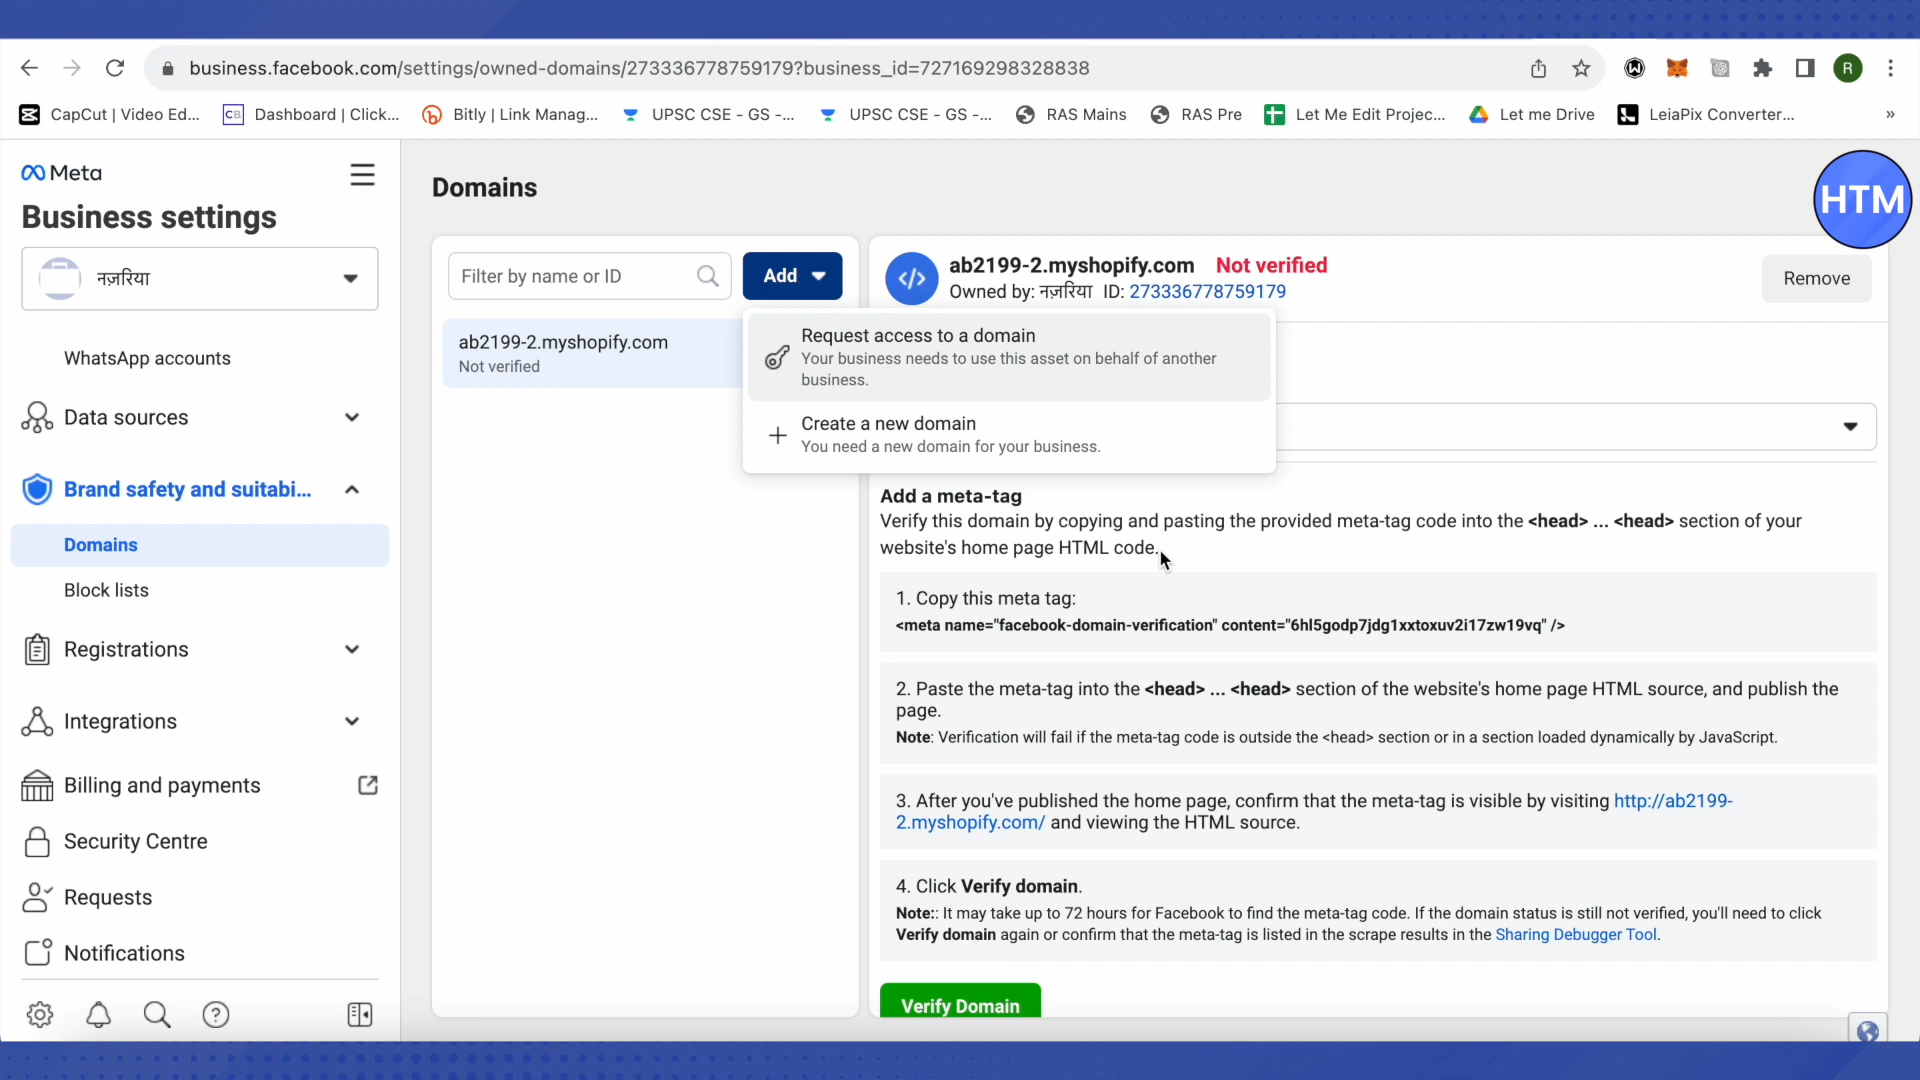 business.facebook.com/settings/owned-domains/273336778759179?business_id=727169298328838
R
CapCut | Video Ed...
CB Dashboard | Click...
Bitly | Link Manag...
UPSC CSE - GS -...
UPSC CSE - GS -...
RAS Mains
RAS Pre
Let Me Edit Projec...
Let me Drive
LeiaPix Converter...
»
Meta
Business settings
नज़रिया
WhatsApp accounts
Data sources
Brand safety and suitabi...
Domains
Block lists
Registrations
Integrations
Billing and payments
Security Centre
Requests
Notifications
Domains
HTM
Filter by name or ID
Add
ab2199-2.myshopify.com
Not verified
Request access to a domain
Your business needs to use this asset on behalf of another
business.
Create a new domain
You need a new domain for your business.
ab2199-2.myshopify.com Not verified
Owned by: नज़रिया ID: 273336778759179
Remove
Add a meta-tag
Verify this domain by copying and pasting the provided meta-tag code into the <head> ... <head> section of your
website's home page HTML code.
1. Copy this meta tag:
<meta name="facebook-domain-verification" content="6hl5godp7jdg1xxtoxuv2i17zw19vq" />
2. Paste the meta-tag into the <head> ... <head> section of the website's home page HTML source, and publish the
page.
Note: Verification will fail if the meta-tag code is outside the <head> section or in a section loaded dynamically by JavaScript.
3. After you've published the home page, confirm that the meta-tag is visible by visiting http://ab2199-
2.myshopify.com/ and viewing the HTML source.
4. Click Verify domain.
Note:: It may take up to 72 hours for Facebook to find the meta-tag code. If the domain status is still not verified, you'll need to click
Verify domain again or confirm that the meta-tag is listed in the scrape results in the Sharing Debugger Tool.
Verify Domain